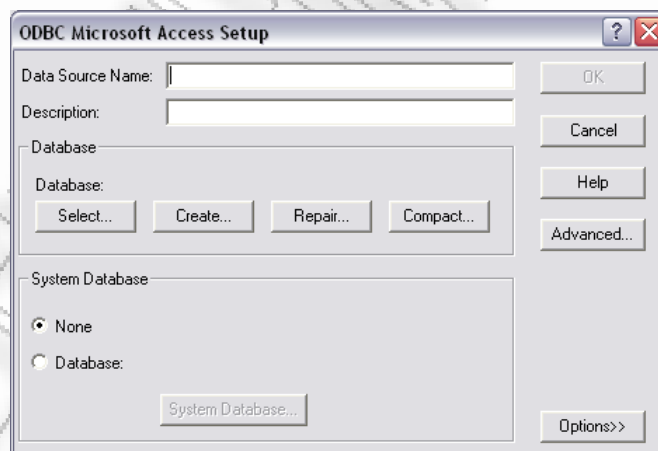 ODBC Microsoft Access Setup
Data Source Name:
OK
Description:
Cancel
Database
Database:
Help
Select...
Create...
Repair...
Compact...
Advanced...
System Database
None
Database:
System Database...
Options>>